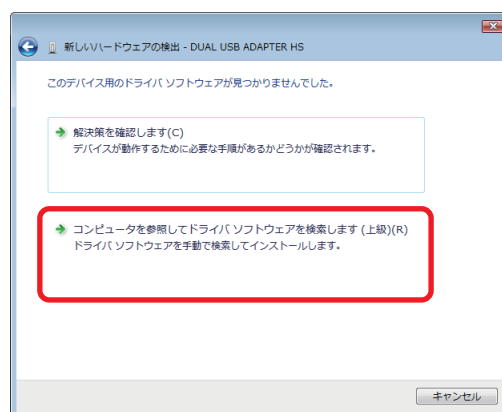 新しいハードウェアの検出 - DUAL USB ADAPTER HS
このデバイス用のドライバ ソフトウェアが見つかりませんでした。
解決策を確認します(C)
デバイスが動作するために必要な手順があるかどうかが確認されます。
コンピュータを参照してドライバ ソフトウェアを検索します (上級)(R)
ドライバ ソフトウェアを手動で検索してインストールします。
キャンセル